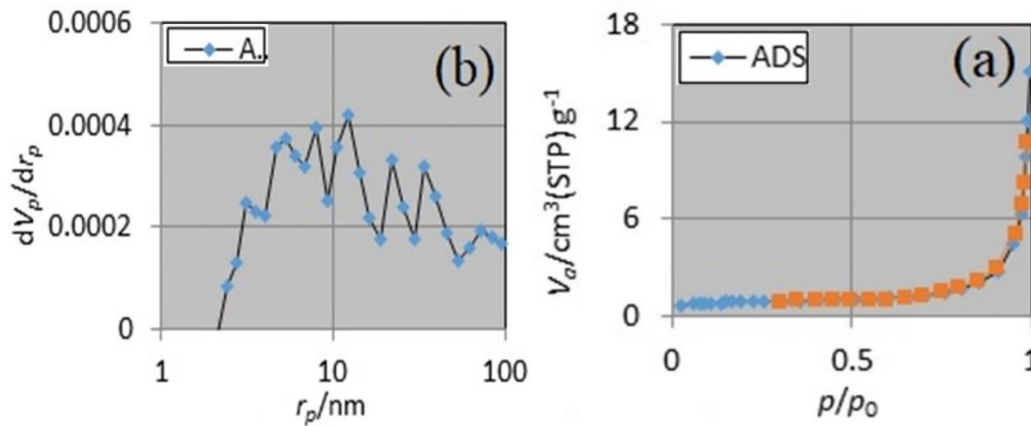 0.0006
0.0004
0.0002
0
dVp/drp
A..
(b)
1
10
100
rp/nm
18
12
6
0
Va/cm³(STP) g⁻¹
ADS
(a)
0
0.5
1
p/p0